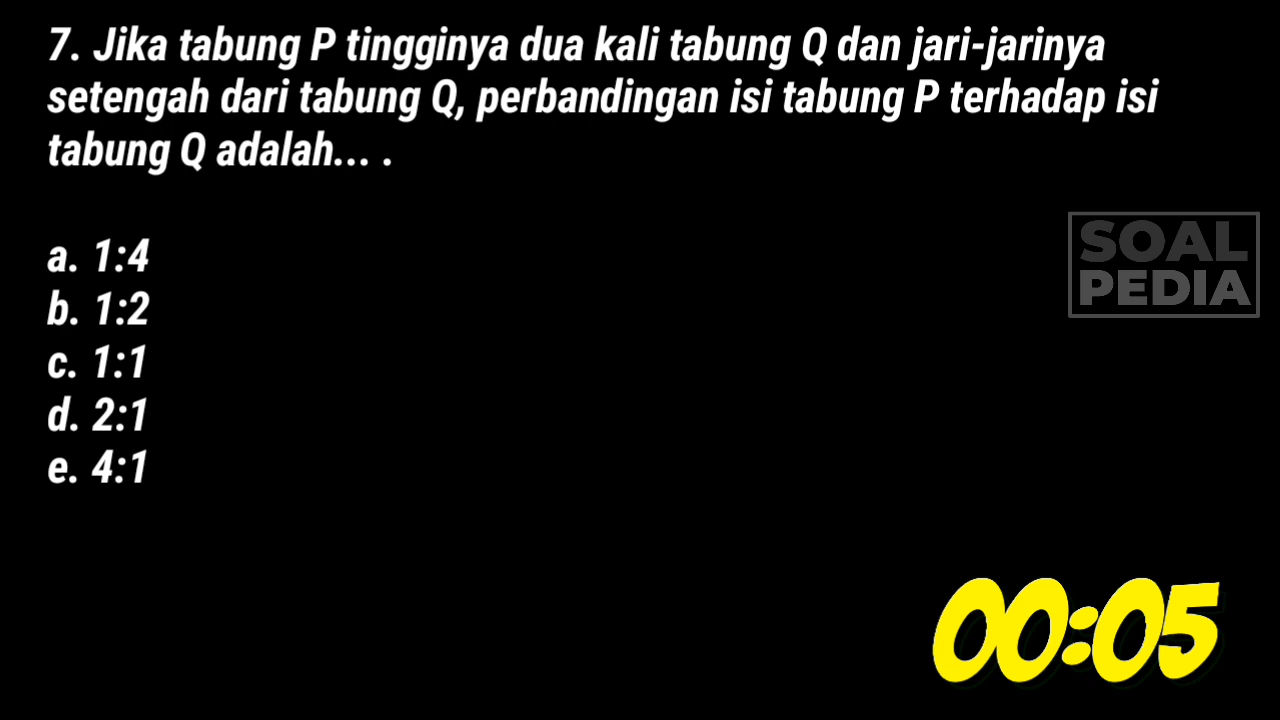 7. Jika tabung P tingginya dua kali tabung Q dan jari-jarinya
setengah dari tabung Q, perbandingan isi tabung P terhadap isi
tabung Q adalah... .
a. 1:4
b. 1:2
c. 1:1
d. 2:1
e. 4:1
SOAL
PEDIA
00:05